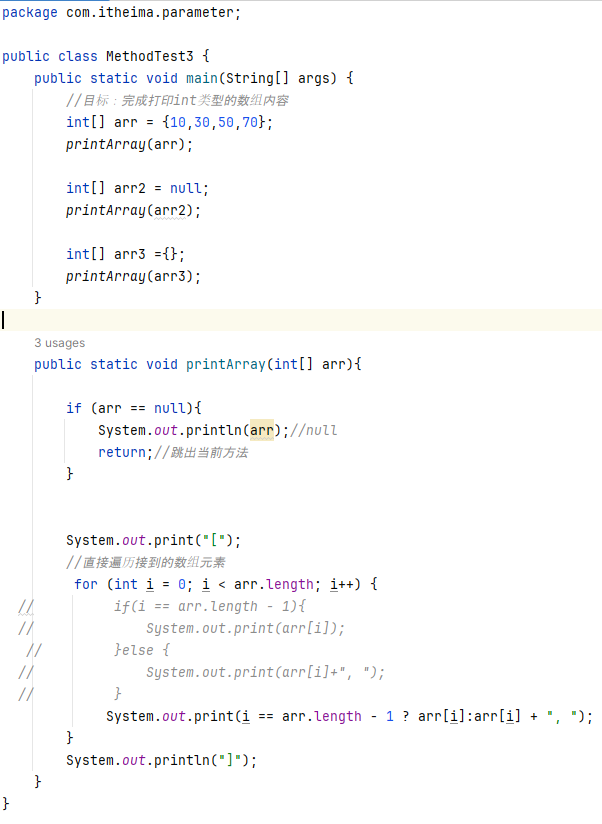 package com.itheima.parameter;
public class MethodTest3 {
public static void main(String[] args) {
//目标：完成打印int类型的数组内容
int[] arr = {10,30,50,70};
printArray(arr);
int[] arr2 = null;
printArray(arr2);
int[] arr3 ={};
printArray(arr3);
}
3 usages
public static void printArray(int[] arr){
if (arr == null){
System.out.println(arr);//null
return;//跳出当前方法
}
System.out.print("[");
//直接遍历接到的数组元素
for (int i = 0; i < arr.length; i++) {
// if(i == arr.length - 1){
// System.out.print(arr[i]);
// }else {
// System.out.print(arr[i]+", ");
// }
System.out.print(i == arr.length - 1 ? arr[i]:arr[i] + ", ");
}
System.out.println("]");
}
}